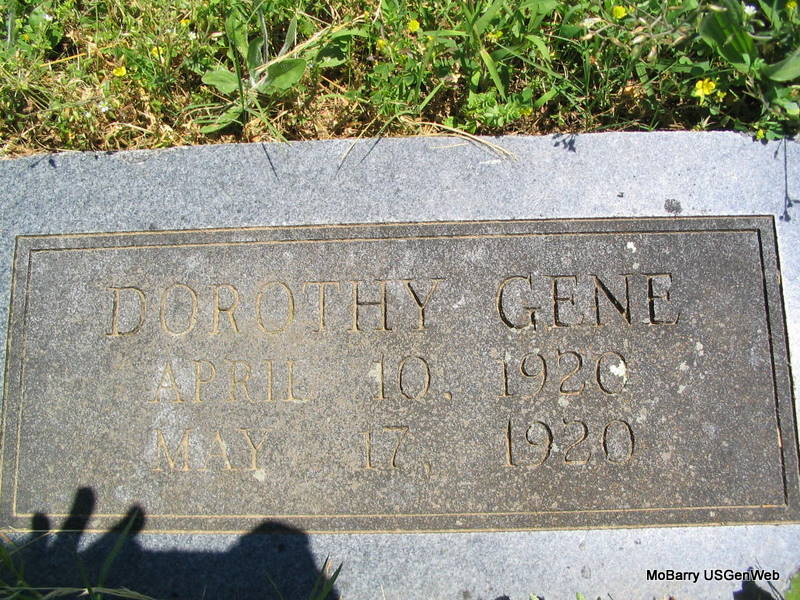 DOROTHY GENE
APRIL 10, 1920
MAY 17, 1920
MoBarry USGenWeb